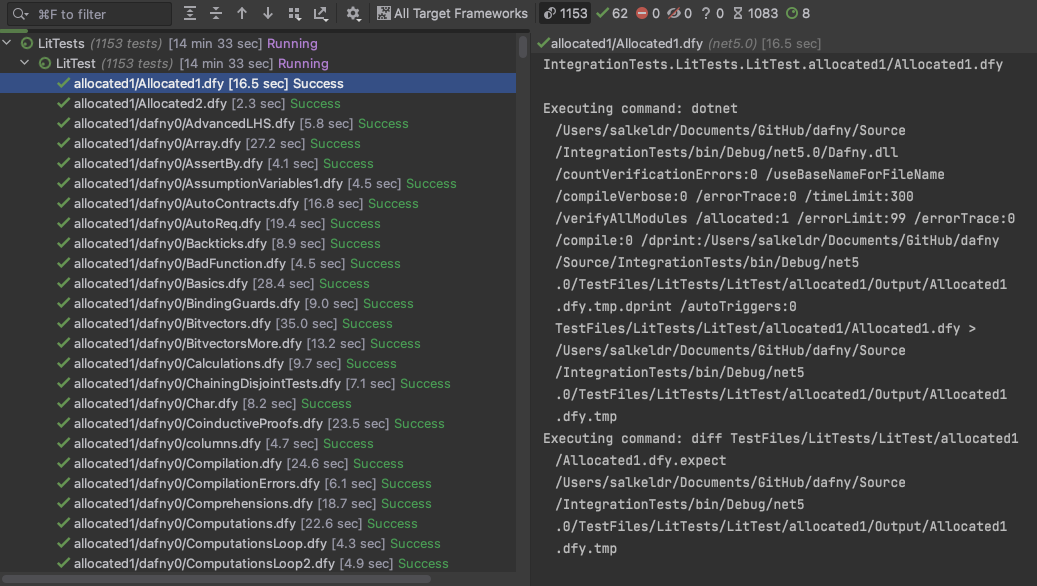 ⌘F to filter
All Target Frameworks
1153 62 0 0 0 1083 8
LitTests (1153 tests) [14 min 33 sec] Running
LitTest (1153 tests) [14 min 33 sec] Running
allocated1/Allocated1.dfy [16.5 sec] Success
allocated1/Allocated2.dfy [2.3 sec] Success
allocated1/dafny0/AdvancedLHS.dfy [5.8 sec] Success
allocated1/dafny0/Array.dfy [27.2 sec] Success
allocated1/dafny0/AssertBy.dfy [4.1 sec] Success
allocated1/dafny0/AssumptionVariables1.dfy [4.5 sec] Success
allocated1/dafny0/AutoContracts.dfy [16.8 sec] Success
allocated1/dafny0/AutoReq.dfy [19.4 sec] Success
allocated1/dafny0/Backticks.dfy [8.9 sec] Success
allocated1/dafny0/BadFunction.dfy [4.5 sec] Success
allocated1/dafny0/Basics.dfy [28.4 sec] Success
allocated1/dafny0/BindingGuards.dfy [9.0 sec] Success
allocated1/dafny0/Bitvectors.dfy [35.0 sec] Success
allocated1/dafny0/BitvectorsMore.dfy [13.2 sec] Success
allocated1/dafny0/Calculations.dfy [9.7 sec] Success
allocated1/dafny0/ChainingDisjointTests.dfy [7.1 sec] Success
allocated1/dafny0/Char.dfy [8.2 sec] Success
allocated1/dafny0/CoinductiveProofs.dfy [23.5 sec] Success
allocated1/dafny0/columns.dfy [4.7 sec] Success
allocated1/dafny0/Compilation.dfy [24.6 sec] Success
allocated1/dafny0/CompilationErrors.dfy [6.1 sec] Success
allocated1/dafny0/Comprehensions.dfy [18.7 sec] Success
allocated1/dafny0/Computations.dfy [22.6 sec] Success
allocated1/dafny0/ComputationsLoop.dfy [4.3 sec] Success
allocated1/dafny0/ComputationsLoop2.dfy [4.9 sec] Success
allocated1/Allocated1.dfy (net5.0) [16.5 sec]
IntegrationTests.LitTests.LitTest.allocated1/Allocated1.dfy
Executing command: dotnet
/Users/salkeldr/Documents/GitHub/dafny/Source
/IntegrationTests/bin/Debug/net5.0/Dafny.dll
/countVerificationErrors:0 /useBaseNameForFileName
/compileVerbose:0 /errorTrace:0 /timeLimit:300
/verifyAllModules /allocated:1 /errorLimit:99 /errorTrace:0
/compile:0 /dprint:/Users/salkeldr/Documents/GitHub/dafny
/Source/IntegrationTests/bin/Debug/net5
.0/TestFiles/LitTests/LitTest/allocated1/Output/Allocated1
.dfy.tmp.dprint /autoTriggers:0
TestFiles/LitTests/LitTest/allocated1/Allocated1.dfy >
/Users/salkeldr/Documents/GitHub/dafny/Source
/IntegrationTests/bin/Debug/net5
.0/TestFiles/LitTests/LitTest/allocated1/Output/Allocated1
.dfy.tmp
Executing command: diff TestFiles/LitTests/LitTest/allocated1
/Allocated1.dfy.expect
/Users/salkeldr/Documents/GitHub/dafny/Source
/IntegrationTests/bin/Debug/net5
.0/TestFiles/LitTests/LitTest/allocated1/Output/Allocated1
.dfy.tmp